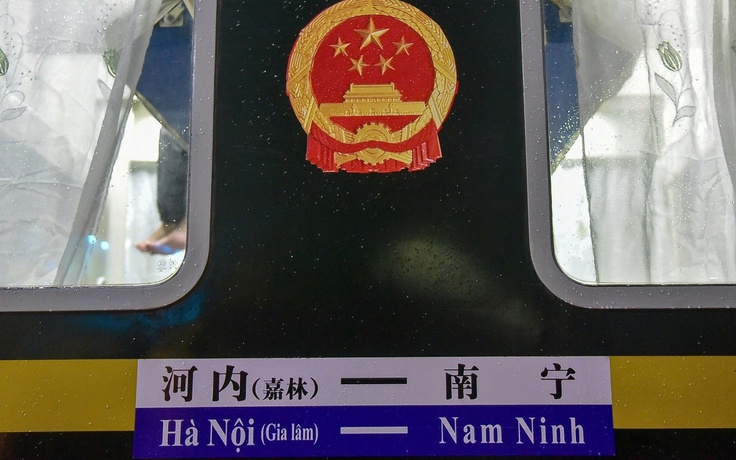 河内(嘉林) — 南 宁
Hà Nội (Gia lâm) — Nam Ninh